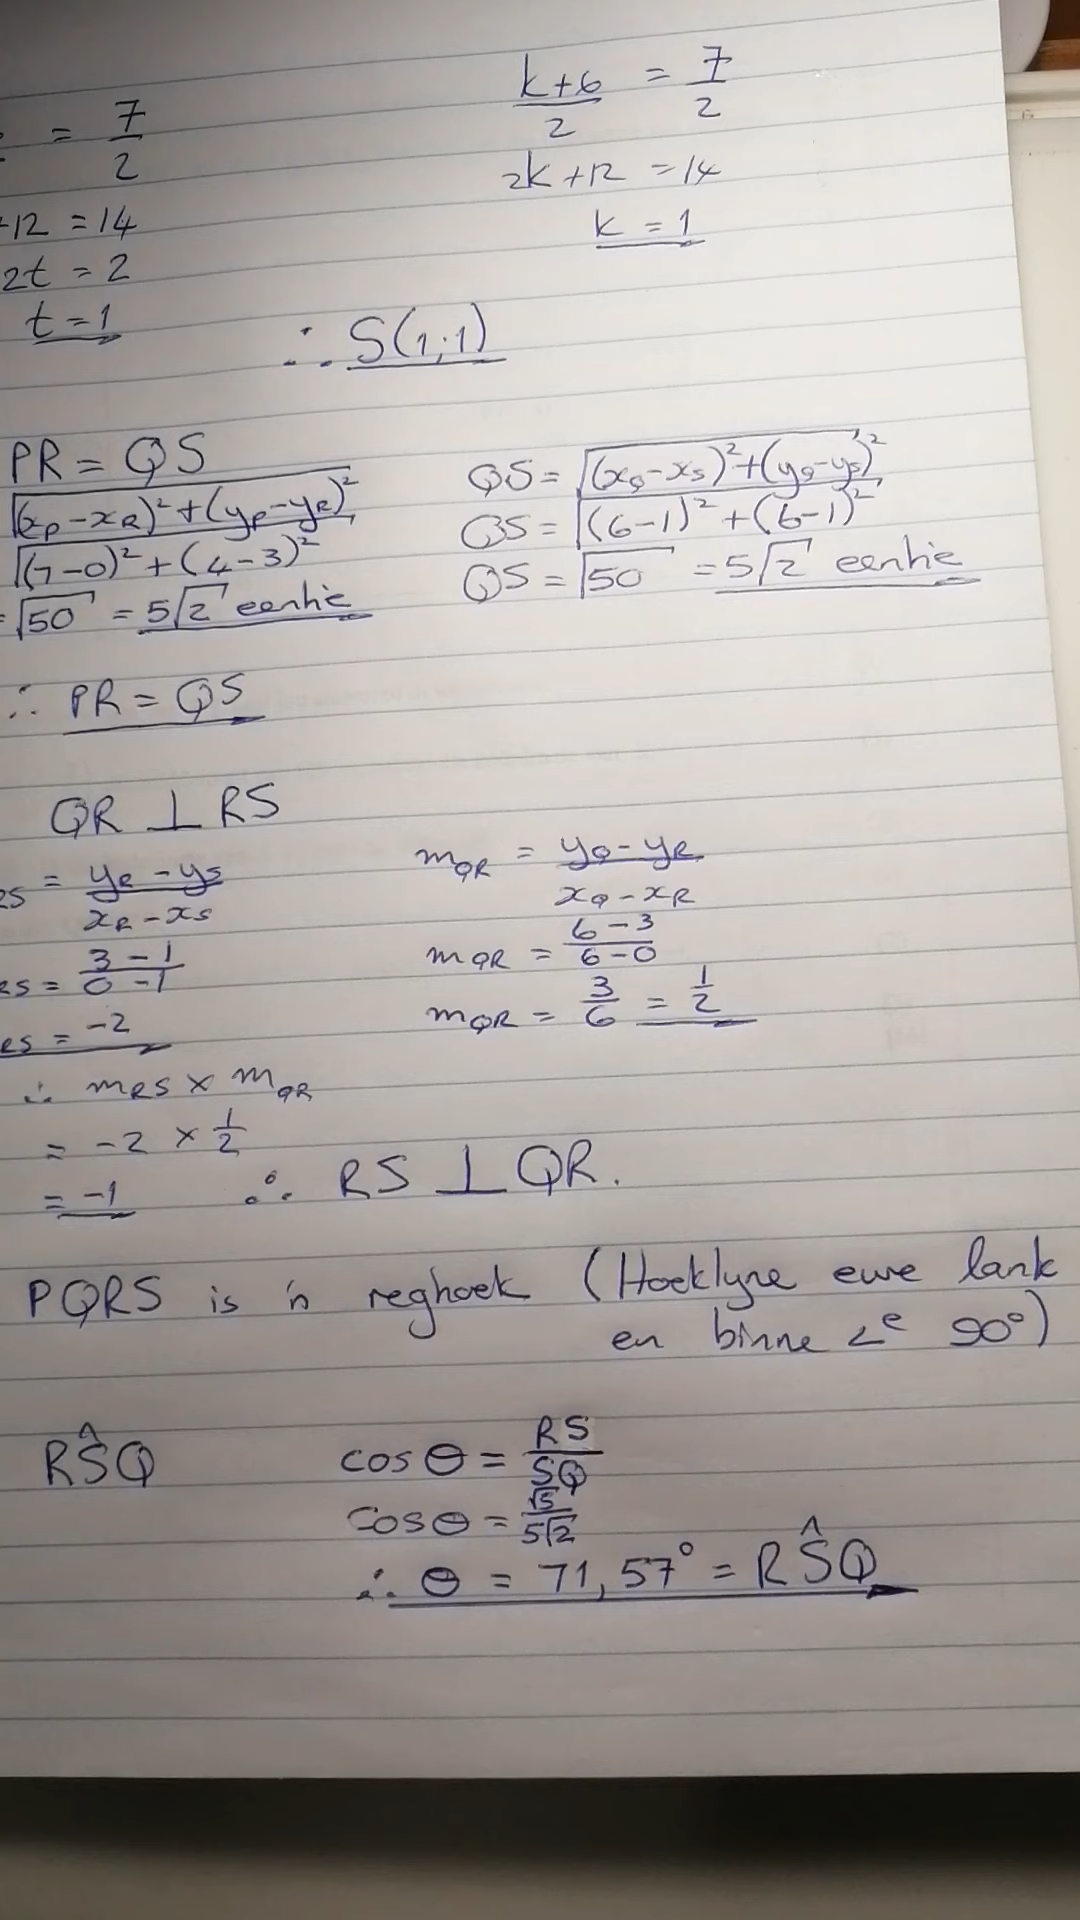 = 7/2
+12 = 14
2t = 2
t = 1
(k+6)/2 = 7/2
2k + 12 = 14
k = 1
∴ S(1;1)
PR = QS
√((xP - xR)² + (yP - yR)²)
√((7-0)² + (4-3)²)
= √50 = 5√2 eenhe
QS = √((xQ - xS)² + (yQ - yS)²)
QS = √((6-1)² + (6-1)²)
QS = √50 = 5√2 eenhe
∴ PR = QS
QR ⊥ RS
RS = (yR - yS)/(xR - xS)
RS = (3 - 1)/(0 - 1)
RS = -2
mQR = (yQ - yR)/(xQ - xR)
mQR = (6 - 3)/(6 - 0)
mQR = 3/6 = 1/2
∴ mRS × mQR
= -2 × 1/2
= -1 ∴ RS ⊥ QR.
PQRS is 'n reghoek (Hoeklyne ewe lank
en binne ∠e 90°)
RŜQ
cos θ = RS/SQ
cos θ = √5/5√2
∴ θ = 71,57° = RŜQ